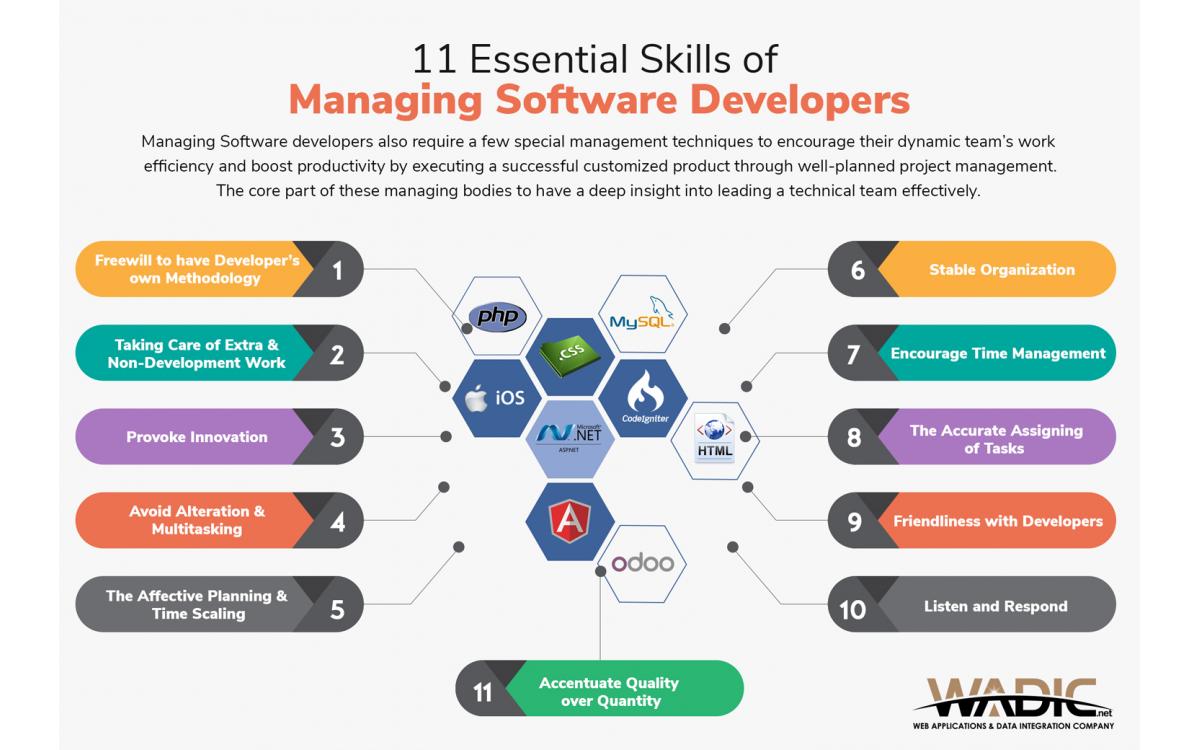 11 Essential Skills of
Managing Software Developers
Managing Software developers also require a few special management techniques to encourage their dynamic team's work
efficiency and boost productivity by executing a successful customized product through well-planned project management.
The core part of these managing bodies to have a deep insight into leading a technical team effectively.
Freewill to have Developer's
own Methodology
1
Taking Care of Extra &
Non-Development Work
2
Provoke Innovation
3
Avoid Alteration &
Multitasking
4
The Affective Planning &
Time Scaling
5
php
MySQL
.CSS
iOS
CodeIgniter
Microsoft
.NET
ASP.NET
HTML
A
odoo
6
Stable Organization
7
Encourage Time Management
8
The Accurate Assigning
of Tasks
9
Friendliness with Developers
10
Listen and Respond
11
Accentuate Quality
over Quantity
WADIC.net
WEB APPLICATIONS & DATA INTEGRATION COMPANY